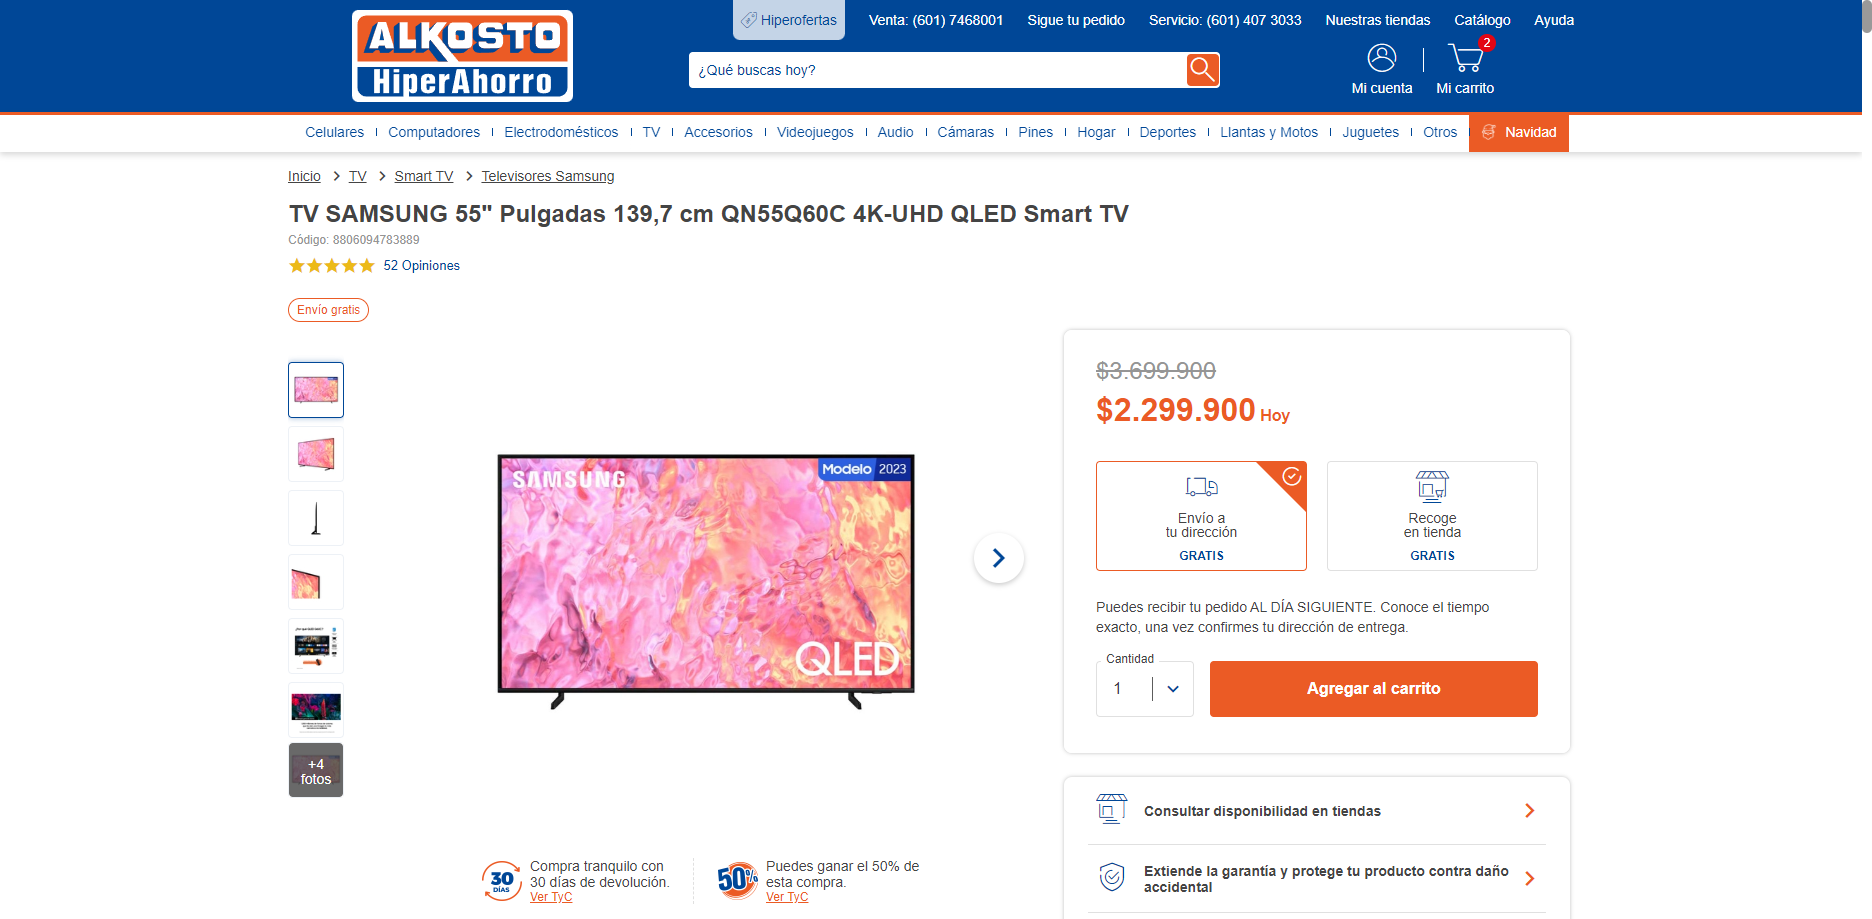 ALKOSTO
HiperAhorro
Hiperofertas
Venta: (601) 7468001
Sigue tu pedido
Servicio: (601) 407 3033
Nuestras tiendas
Catálogo
Ayuda
¿Qué buscas hoy?
Mi cuenta
2
Mi carrito
Celulares
Computadores
Electrodomésticos
TV
Accesorios
Videojuegos
Audio
Cámaras
Pines
Hogar
Deportes
Llantas y Motos
Juguetes
Otros
Navidad
Inicio > TV > Smart TV > Televisores Samsung
TV SAMSUNG 55" Pulgadas 139,7 cm QN55Q60C 4K-UHD QLED Smart TV
Código: 8806094783889
52 Opiniones
Envío gratis
+4
fotos
SAMSUNG
Modelo 2023
QLED
30
DÍAS
Compra tranquilo con
30 días de devolución.
Ver TyC
50%
Puedes ganar el 50% de
esta compra.
Ver TyC
$3.699.900
$2.299.900 Hoy
Envío a
tu dirección
GRATIS
Recoge
en tienda
GRATIS
Puedes recibir tu pedido AL DÍA SIGUIENTE. Conoce el tiempo
exacto, una vez confirmes tu dirección de entrega.
Cantidad
1
Agregar al carrito
Consultar disponibilidad en tiendas
Extiende la garantía y protege tu producto contra daño
accidental